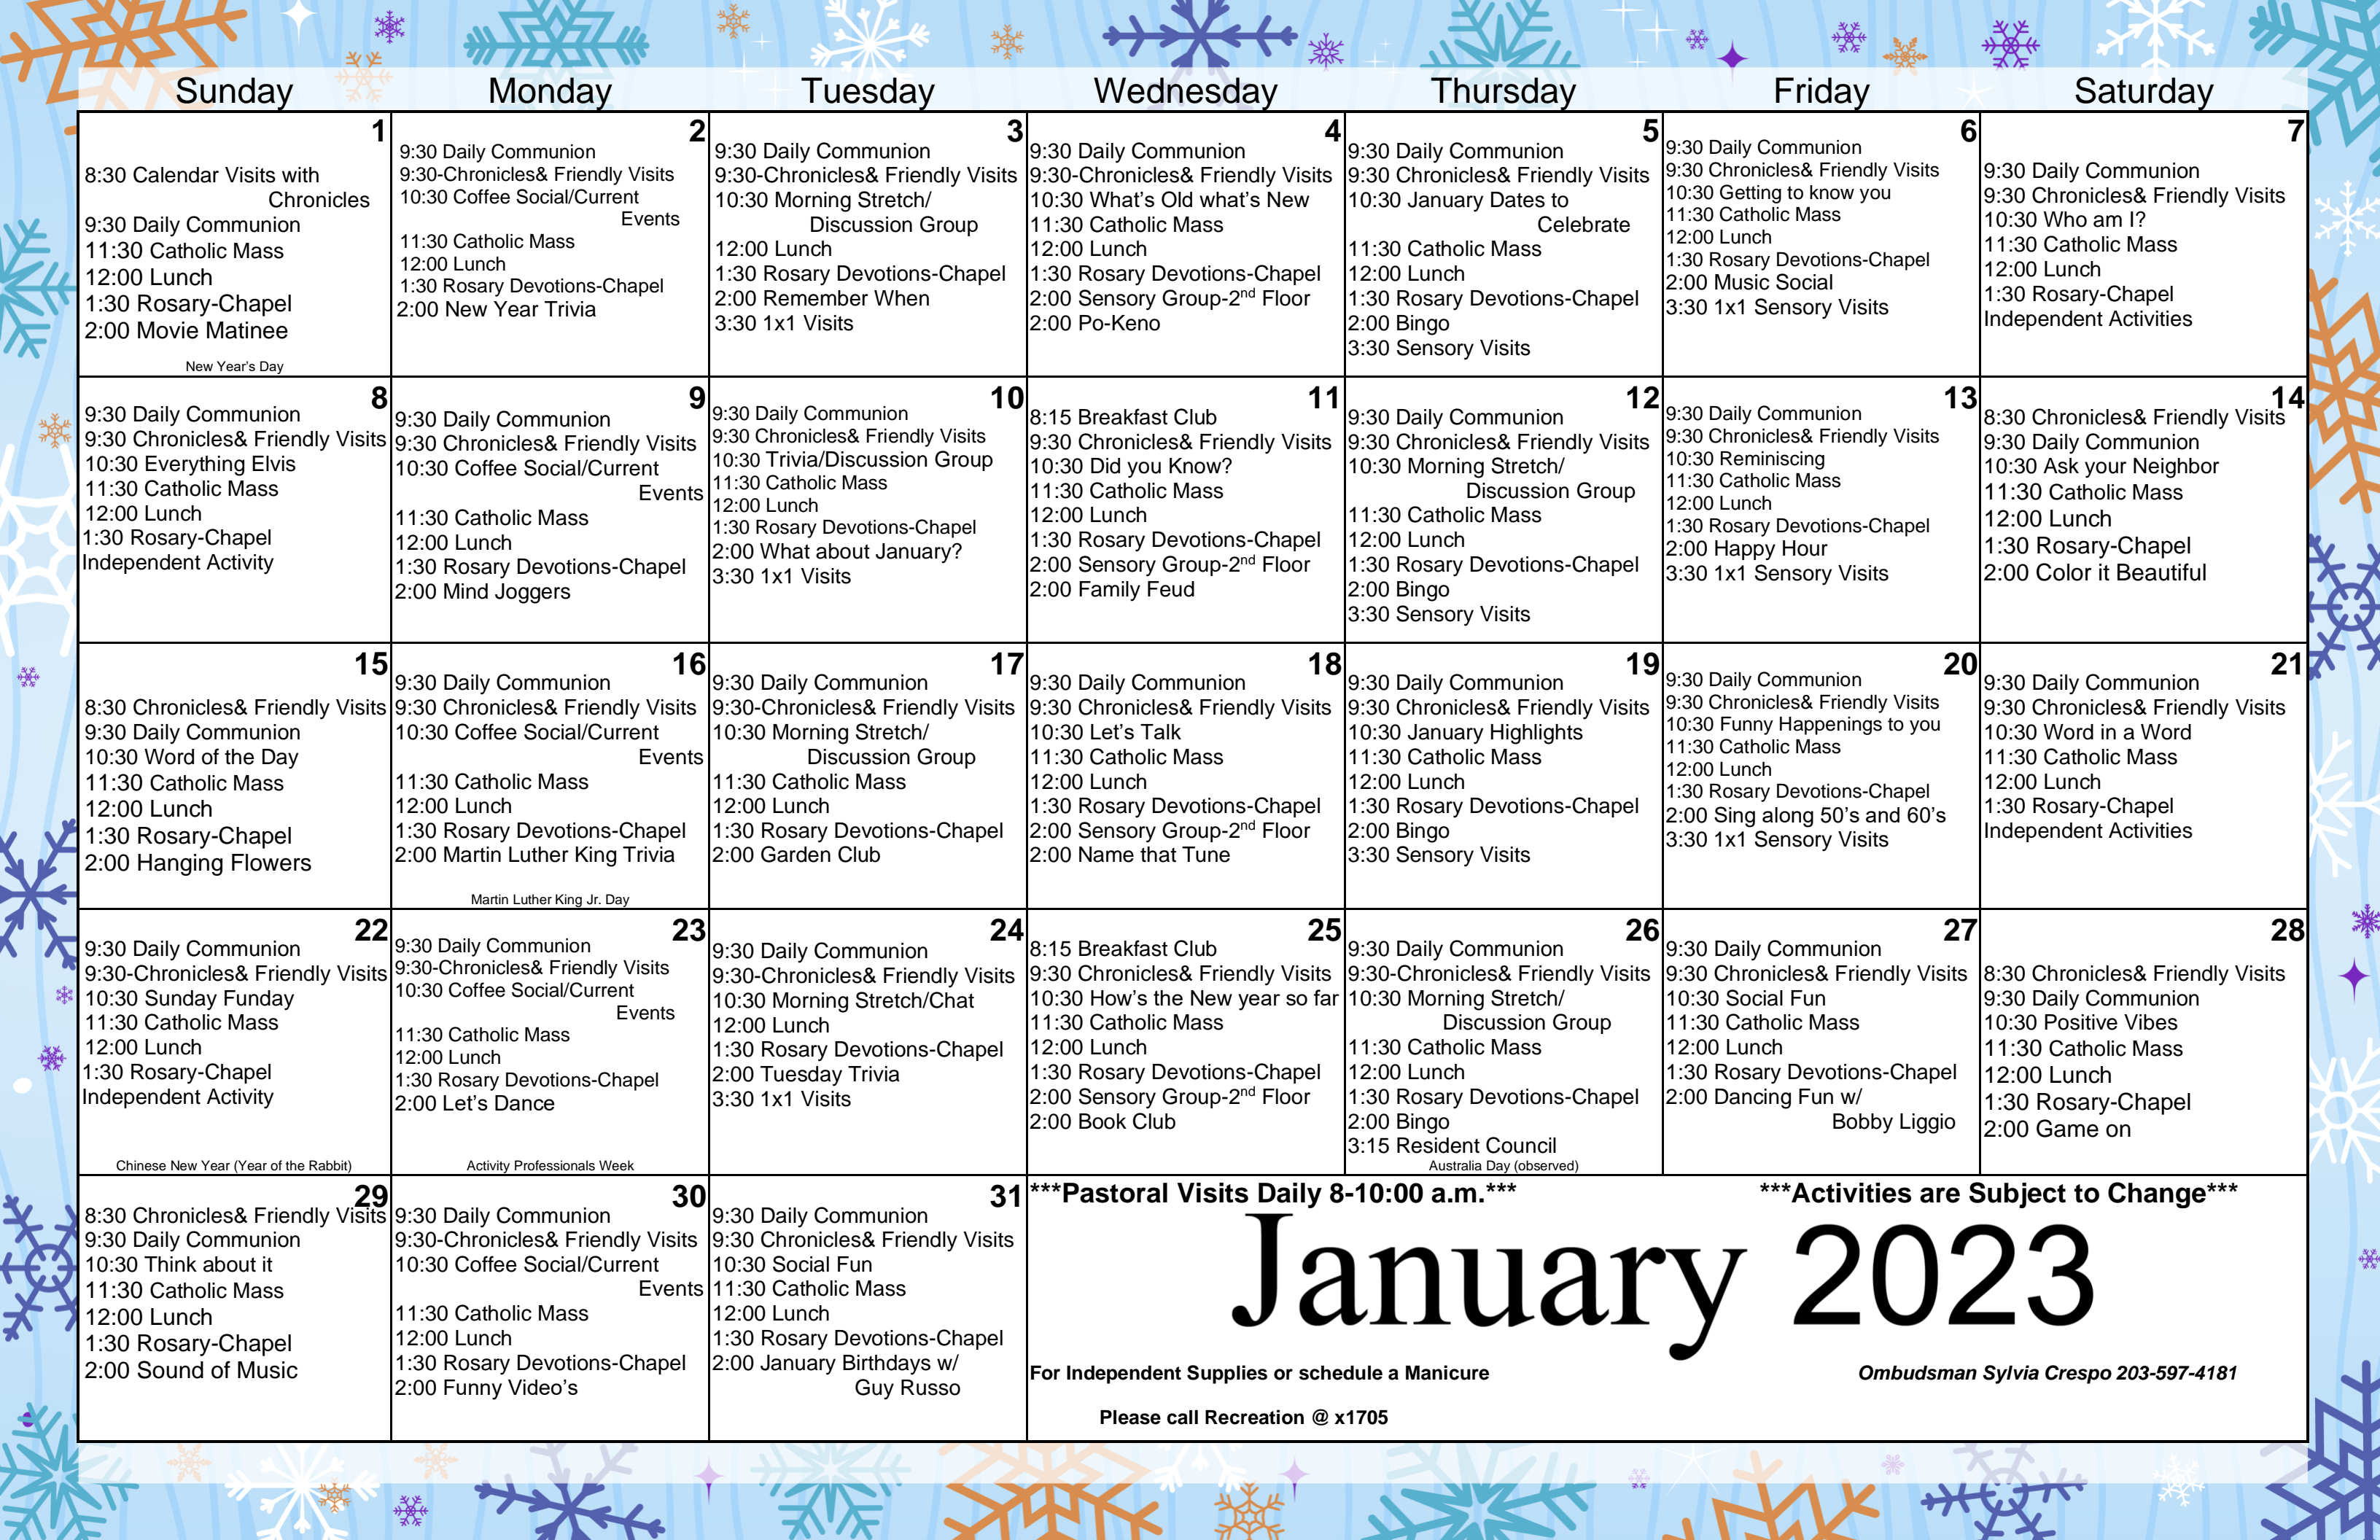 Sunday Monday Tuesday Wednesday Thursday Friday Saturday
1
8:30 Calendar Visits with
Chronicles
9:30 Daily Communion
11:30 Catholic Mass
12:00 Lunch
1:30 Rosary-Chapel
2:00 Movie Matinee
New Year's Day
2
9:30 Daily Communion
9:30-Chronicles& Friendly Visits
10:30 Coffee Social/Current
Events
11:30 Catholic Mass
12:00 Lunch
1:30 Rosary Devotions-Chapel
2:00 New Year Trivia
3
9:30 Daily Communion
9:30-Chronicles& Friendly Visits
10:30 Morning Stretch/
Discussion Group
12:00 Lunch
1:30 Rosary Devotions-Chapel
2:00 Remember When
3:30 1x1 Visits
4
9:30 Daily Communion
9:30-Chronicles& Friendly Visits
10:30 What's Old what's New
11:30 Catholic Mass
12:00 Lunch
1:30 Rosary Devotions-Chapel
2:00 Sensory Group-2nd Floor
2:00 Po-Keno
5
9:30 Daily Communion
9:30 Chronicles& Friendly Visits
10:30 January Dates to
Celebrate
11:30 Catholic Mass
12:00 Lunch
1:30 Rosary Devotions-Chapel
2:00 Bingo
3:30 Sensory Visits
6
9:30 Daily Communion
9:30 Chronicles& Friendly Visits
10:30 Getting to know you
11:30 Catholic Mass
12:00 Lunch
1:30 Rosary Devotions-Chapel
2:00 Music Social
3:30 1x1 Sensory Visits
7
9:30 Daily Communion
9:30 Chronicles& Friendly Visits
10:30 Who am I?
11:30 Catholic Mass
12:00 Lunch
1:30 Rosary-Chapel
Independent Activities
8
9:30 Daily Communion
9:30 Chronicles& Friendly Visits
10:30 Everything Elvis
11:30 Catholic Mass
12:00 Lunch
1:30 Rosary-Chapel
Independent Activity
9
9:30 Daily Communion
9:30 Chronicles& Friendly Visits
10:30 Coffee Social/Current
Events
11:30 Catholic Mass
12:00 Lunch
1:30 Rosary Devotions-Chapel
2:00 Mind Joggers
10
9:30 Daily Communion
9:30 Chronicles& Friendly Visits
10:30 Trivia/Discussion Group
11:30 Catholic Mass
12:00 Lunch
1:30 Rosary Devotions-Chapel
2:00 What about January?
3:30 1x1 Visits
11
8:15 Breakfast Club
9:30 Chronicles& Friendly Visits
10:30 Did you Know?
11:30 Catholic Mass
12:00 Lunch
1:30 Rosary Devotions-Chapel
2:00 Sensory Group-2nd Floor
2:00 Family Feud
12
9:30 Daily Communion
9:30 Chronicles& Friendly Visits
10:30 Morning Stretch/
Discussion Group
11:30 Catholic Mass
12:00 Lunch
1:30 Rosary Devotions-Chapel
2:00 Bingo
3:30 Sensory Visits
13
9:30 Daily Communion
9:30 Chronicles& Friendly Visits
10:30 Reminiscing
11:30 Catholic Mass
12:00 Lunch
1:30 Rosary Devotions-Chapel
2:00 Happy Hour
3:30 1x1 Sensory Visits
14
8:30 Chronicles& Friendly Visits
9:30 Daily Communion
10:30 Ask your Neighbor
11:30 Catholic Mass
12:00 Lunch
1:30 Rosary-Chapel
2:00 Color it Beautiful
15
8:30 Chronicles& Friendly Visits
9:30 Daily Communion
10:30 Word of the Day
11:30 Catholic Mass
12:00 Lunch
1:30 Rosary-Chapel
2:00 Hanging Flowers
16
9:30 Daily Communion
9:30 Chronicles& Friendly Visits
10:30 Coffee Social/Current
Events
11:30 Catholic Mass
12:00 Lunch
1:30 Rosary Devotions-Chapel
2:00 Martin Luther King Trivia
Martin Luther King Jr. Day
17
9:30 Daily Communion
9:30-Chronicles& Friendly Visits
10:30 Morning Stretch/
Discussion Group
11:30 Catholic Mass
12:00 Lunch
1:30 Rosary Devotions-Chapel
2:00 Garden Club
18
9:30 Daily Communion
9:30 Chronicles& Friendly Visits
10:30 Let's Talk
11:30 Catholic Mass
12:00 Lunch
1:30 Rosary Devotions-Chapel
2:00 Sensory Group-2nd Floor
2:00 Name that Tune
19
9:30 Daily Communion
9:30 Chronicles& Friendly Visits
10:30 January Highlights
11:30 Catholic Mass
12:00 Lunch
1:30 Rosary Devotions-Chapel
2:00 Bingo
3:30 Sensory Visits
20
9:30 Daily Communion
9:30 Chronicles& Friendly Visits
10:30 Funny Happenings to you
11:30 Catholic Mass
12:00 Lunch
1:30 Rosary Devotions-Chapel
2:00 Sing along 50's and 60's
3:30 1x1 Sensory Visits
21
9:30 Daily Communion
9:30 Chronicles& Friendly Visits
10:30 Word in a Word
11:30 Catholic Mass
12:00 Lunch
1:30 Rosary-Chapel
Independent Activities
22
9:30 Daily Communion
9:30-Chronicles& Friendly Visits
10:30 Sunday Funday
11:30 Catholic Mass
12:00 Lunch
1:30 Rosary-Chapel
Independent Activity
Chinese New Year (Year of the Rabbit)
23
9:30 Daily Communion
9:30-Chronicles& Friendly Visits
10:30 Coffee Social/Current
Events
11:30 Catholic Mass
12:00 Lunch
1:30 Rosary Devotions-Chapel
2:00 Let's Dance
Activity Professionals Week
24
9:30 Daily Communion
9:30-Chronicles& Friendly Visits
10:30 Morning Stretch/Chat
12:00 Lunch
1:30 Rosary Devotions-Chapel
2:00 Tuesday Trivia
3:30 1x1 Visits
25
8:15 Breakfast Club
9:30 Chronicles& Friendly Visits
10:30 How's the New year so far
11:30 Catholic Mass
12:00 Lunch
1:30 Rosary Devotions-Chapel
2:00 Sensory Group-2nd Floor
2:00 Book Club
26
9:30 Daily Communion
9:30-Chronicles& Friendly Visits
10:30 Morning Stretch/
Discussion Group
11:30 Catholic Mass
12:00 Lunch
1:30 Rosary Devotions-Chapel
2:00 Bingo
3:15 Resident Council
Australia Day (observed)
27
9:30 Daily Communion
9:30 Chronicles& Friendly Visits
10:30 Social Fun
11:30 Catholic Mass
12:00 Lunch
1:30 Rosary Devotions-Chapel
2:00 Dancing Fun w/
Bobby Liggio
28
8:30 Chronicles& Friendly Visits
9:30 Daily Communion
10:30 Positive Vibes
11:30 Catholic Mass
12:00 Lunch
1:30 Rosary-Chapel
2:00 Game on
29
8:30 Chronicles& Friendly Visits
9:30 Daily Communion
10:30 Think about it
11:30 Catholic Mass
12:00 Lunch
1:30 Rosary-Chapel
2:00 Sound of Music
30
9:30 Daily Communion
9:30-Chronicles& Friendly Visits
10:30 Coffee Social/Current
Events
11:30 Catholic Mass
12:00 Lunch
1:30 Rosary Devotions-Chapel
2:00 Funny Video's
31
9:30 Daily Communion
9:30 Chronicles& Friendly Visits
10:30 Social Fun
11:30 Catholic Mass
12:00 Lunch
1:30 Rosary Devotions-Chapel
2:00 January Birthdays w/
Guy Russo
***Pastoral Visits Daily 8-10:00 a.m.*** ***Activities are Subject to Change***
January 2023
For Independent Supplies or schedule a Manicure Ombudsman Sylvia Crespo 203-597-4181
Please call Recreation @ x1705